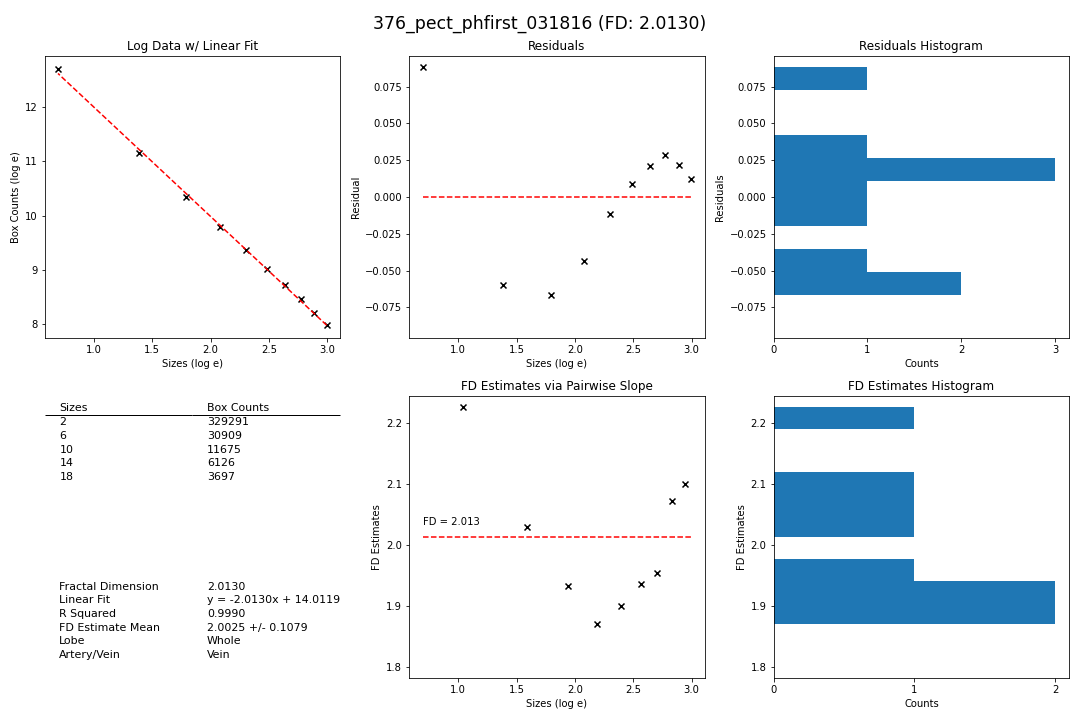 376_pect_phfirst_031816 (FD: 2.0130)
Log Data w/ Linear Fit
Box Counts (log e)
12
11
10
9
8
1.0 1.5 2.0 2.5 3.0
Sizes (log e)
Residuals
Residual
0.075
0.050
0.025
0.000
−0.025
−0.050
−0.075
1.0 1.5 2.0 2.5 3.0
Sizes (log e)
Residuals Histogram
Residuals
0.075
0.050
0.025
0.000
−0.025
−0.050
−0.075
0 1 2 3
Counts
Sizes Box Counts
2 329291
6 30909
10 11675
14 6126
18 3697
Fractal Dimension 2.0130
Linear Fit y = -2.0130x + 14.0119
R Squared 0.9990
FD Estimate Mean 2.0025 +/- 0.1079
Lobe Whole
Artery/Vein Vein
FD Estimates via Pairwise Slope
FD Estimates
2.2
2.1
2.0
1.9
1.8
FD = 2.013
1.0 1.5 2.0 2.5 3.0
Sizes (log e)
FD Estimates Histogram
FD Estimates
2.2
2.1
2.0
1.9
1.8
0 1 2
Counts